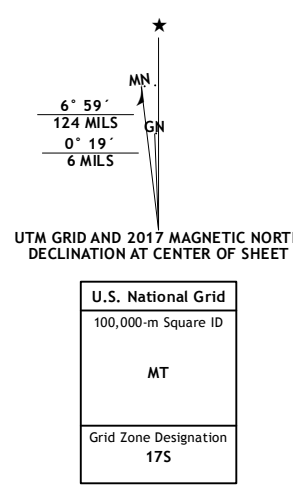 MN
6° 59´
124 MILS
GN
0° 19´
6 MILS
UTM GRID AND 2017 MAGNETIC NORT
DECLINATION AT CENTER OF SHEET
U.S. National Grid
100,000-m Square ID
MT
Grid Zone Designation
17S